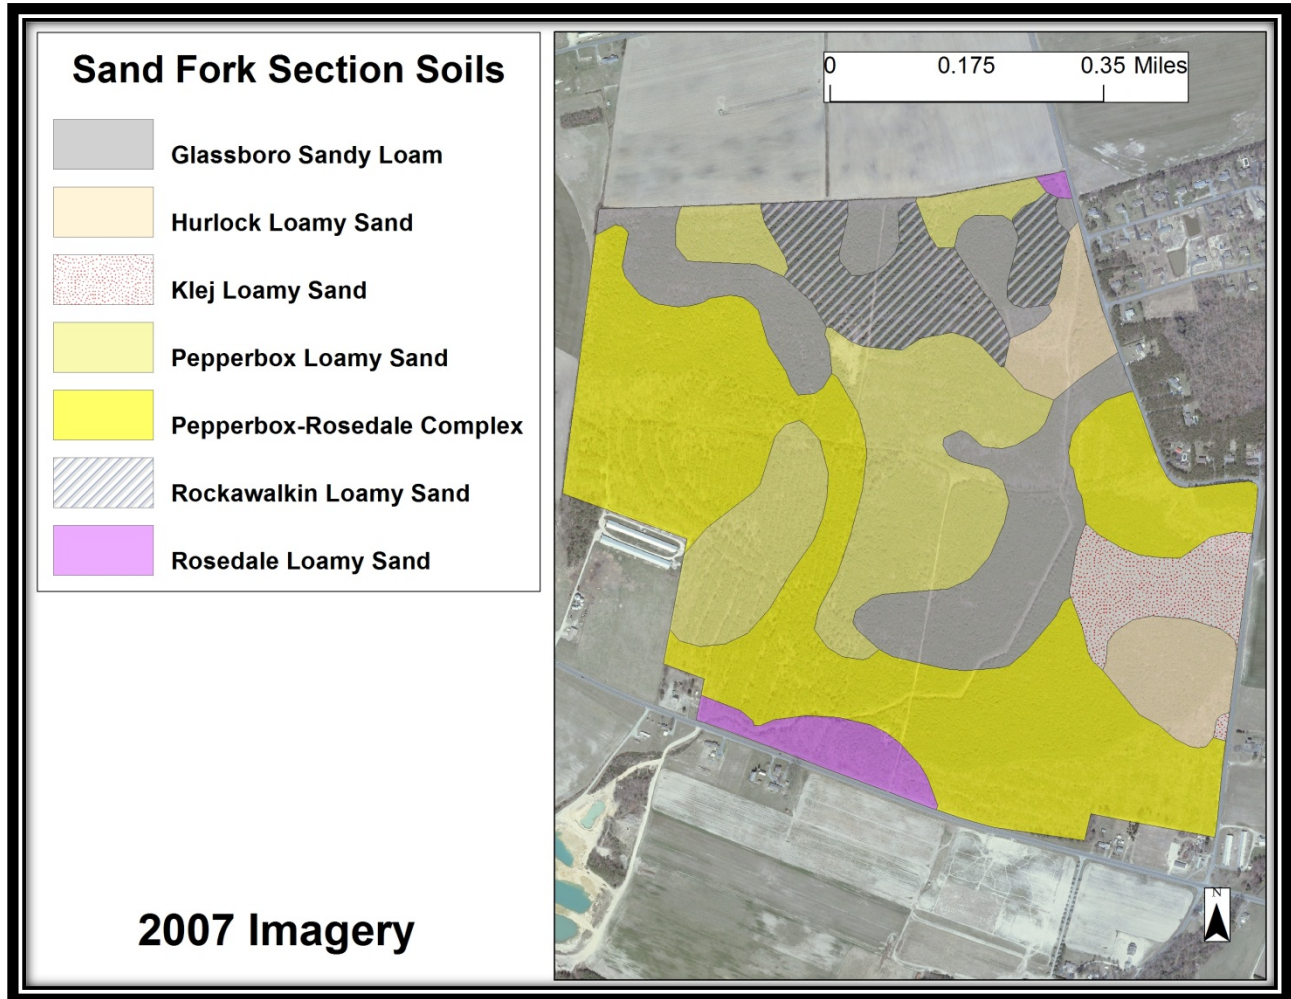 Sand Fork Section Soils
Glassboro Sandy Loam
Hurlock Loamy Sand
Klej Loamy Sand
Pepperbox Loamy Sand
Pepperbox-Rosedale Complex
Rockawalkin Loamy Sand
Rosedale Loamy Sand
2007 Imagery
0 0.175 0.35 Miles
N